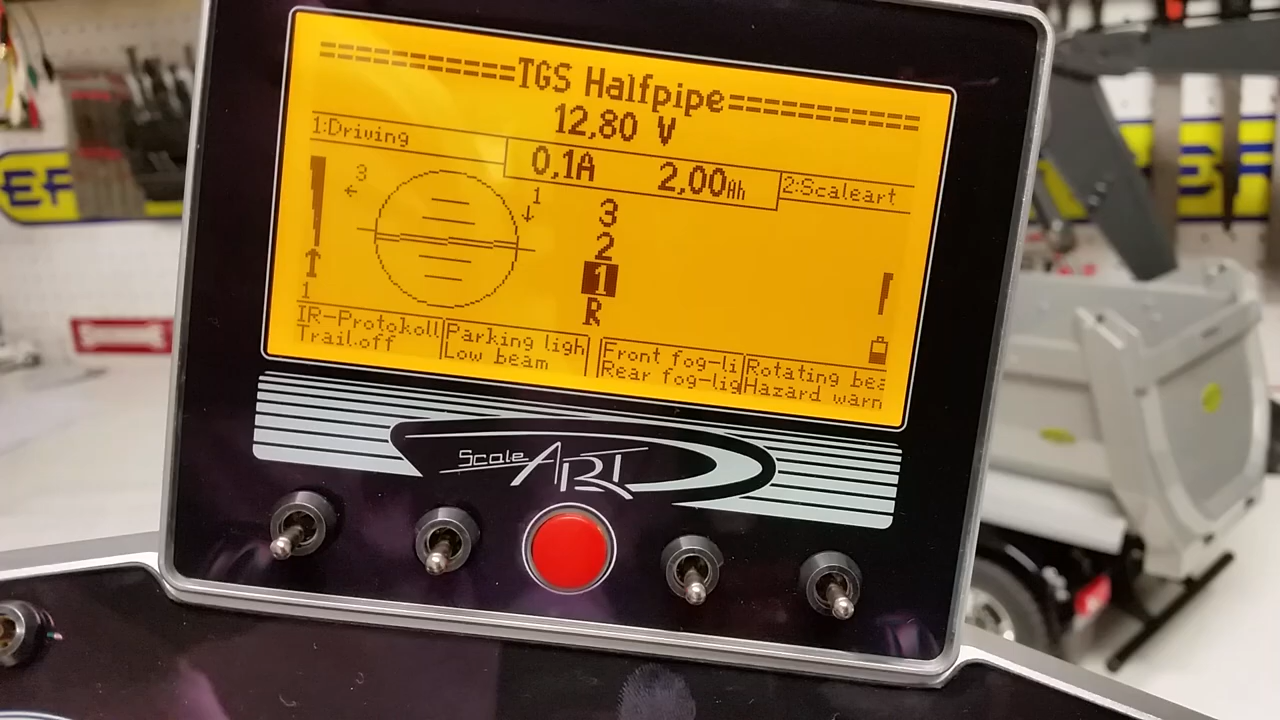 ===========TGS Halfpipe===========
12,80 V
1:Driving
0,1A 2,00Ah
2:Scaleart
3
1
3
2
1
R
1
IR-Protokoll
Trail.off
Parking ligh
Low beam
Front fog-li
Rear fog-lig
Rotating bea
Hazard warn
Scale ART
EF